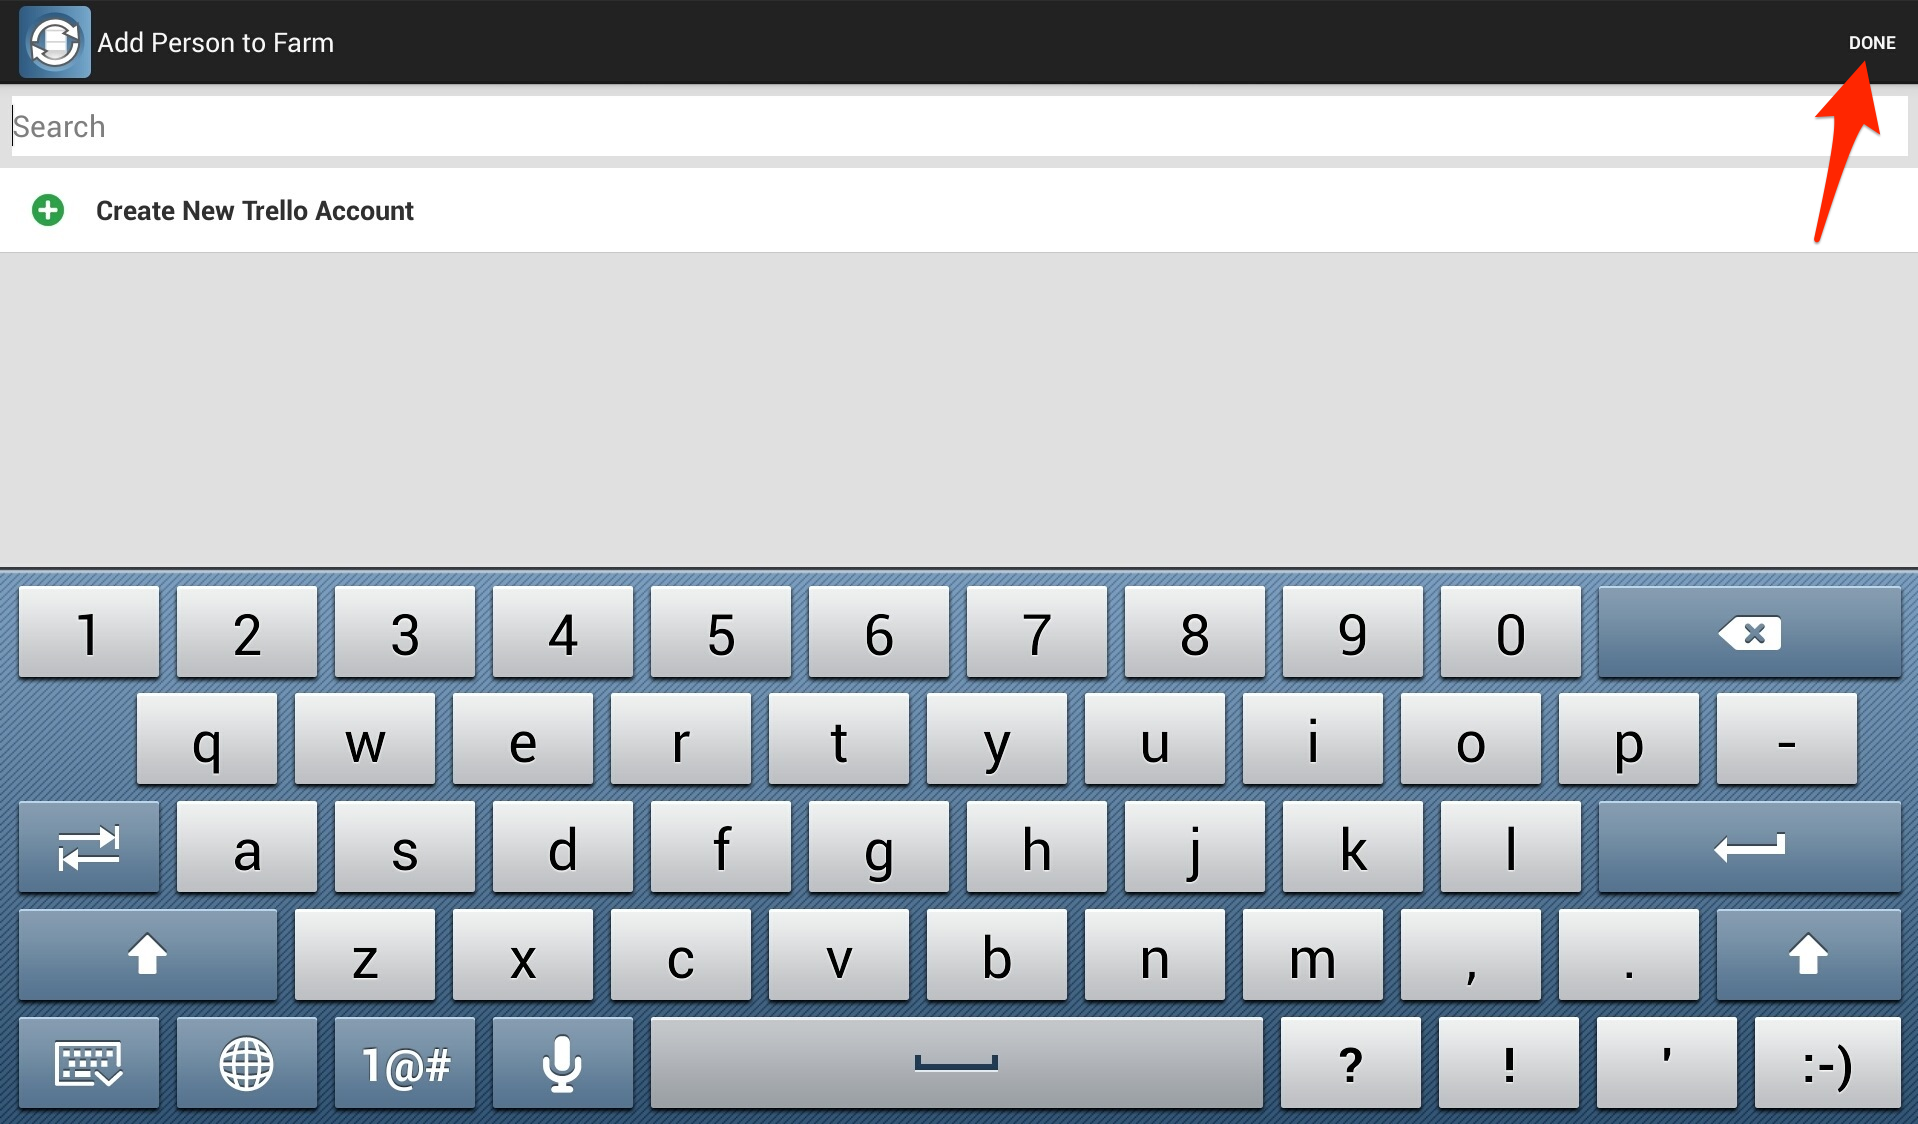 Add Person to Farm
DONE
Search
Create New Trello Account
1 2 3 4 5 6 7 8 9 0
q w e r t y u i o p -
a s d f g h j k l
z x c v b n m , .
1@# ? ! ' :-)